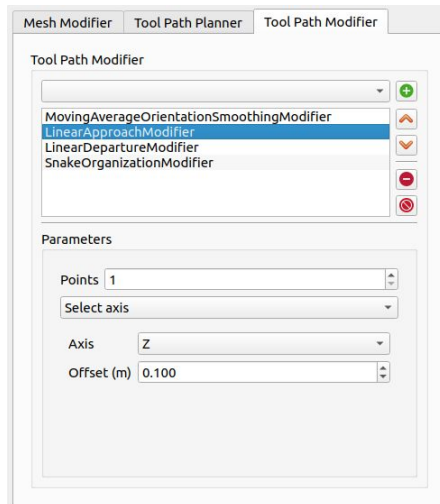 Mesh Modifier Tool Path Planner Tool Path Modifier
Tool Path Modifier
MovingAverageOrientationSmoothingModifier
LinearApproachModifier
LinearDepartureModifier
SnakeOrganizationModifier
Parameters
Points 1
Select axis
Axis Z
Offset (m) 0.100